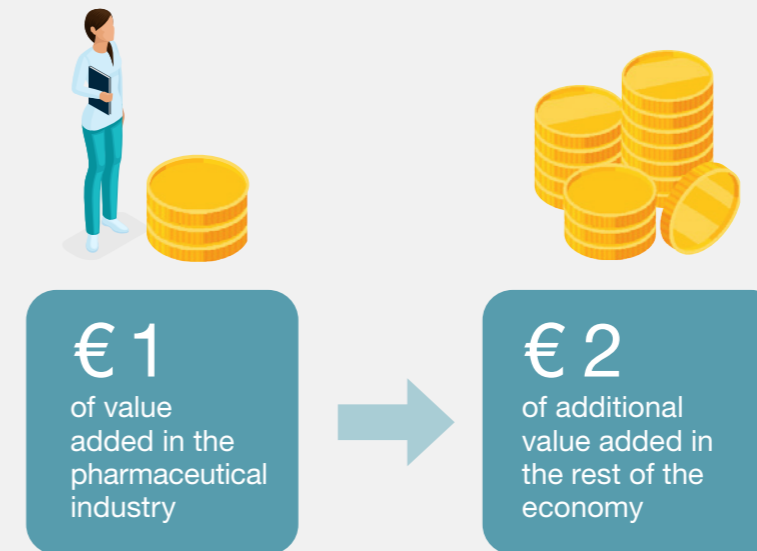 € 1
of value
added in the
pharmaceutical
industry
€ 2
of additional
value added in
the rest of the
economy